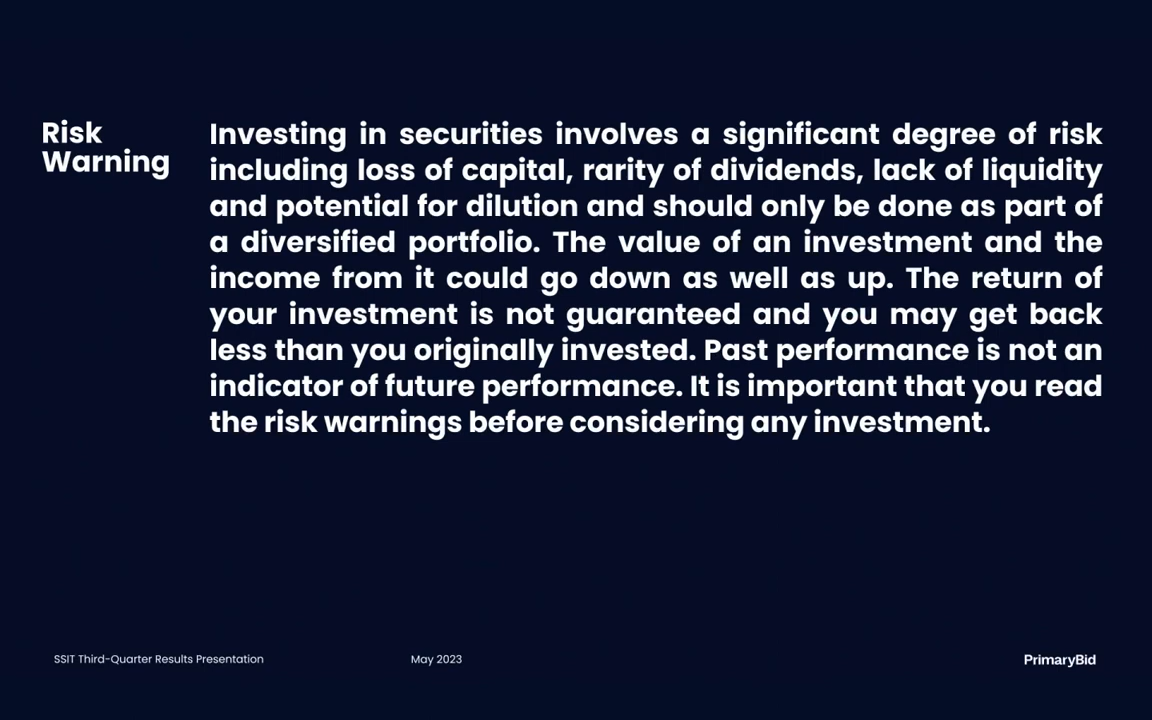 Risk
Warning
Investing in securities involves a significant degree of risk
including loss of capital, rarity of dividends, lack of liquidity
and potential for dilution and should only be done as part of
a diversified portfolio. The value of an investment and the
income from it could go down as well as up. The return of
your investment is not guaranteed and you may get back
less than you originally invested. Past performance is not an
indicator of future performance. It is important that you read
the risk warnings before considering any investment.
SSIT Third-Quarter Results Presentation
May 2023
PrimaryBid